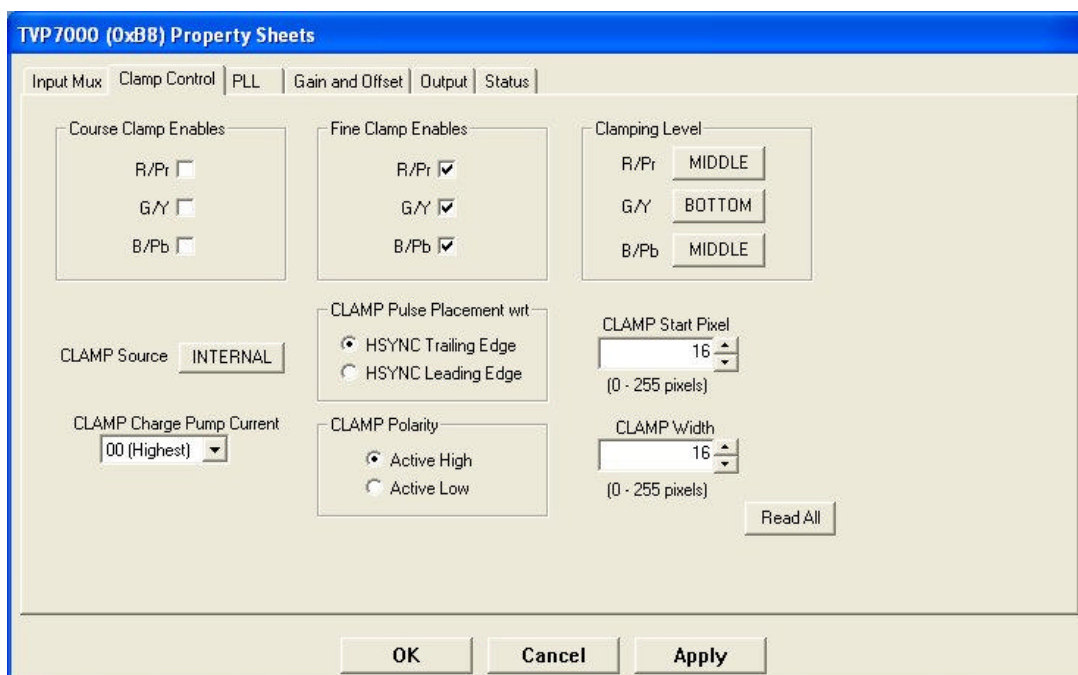 TVP7000 (0xB8) Property Sheets
Input Mux Clamp Control PLL Gain and Offset Output Status
Course Clamp Enables
R/Pr
G/Y
B/Pb
Fine Clamp Enables
R/Pr
G/Y
B/Pb
Clamping Level
R/Pr MIDDLE
G/Y BOTTOM
B/Pb MIDDLE
CLAMP Source INTERNAL
CLAMP Pulse Placement wrt
HSYNC Trailing Edge
HSYNC Leading Edge
CLAMP Start Pixel
16
(0 - 255 pixels)
CLAMP Charge Pump Current
00 (Highest)
CLAMP Polarity
Active High
Active Low
CLAMP Width
16
(0 - 255 pixels)
Read All
OK Cancel Apply